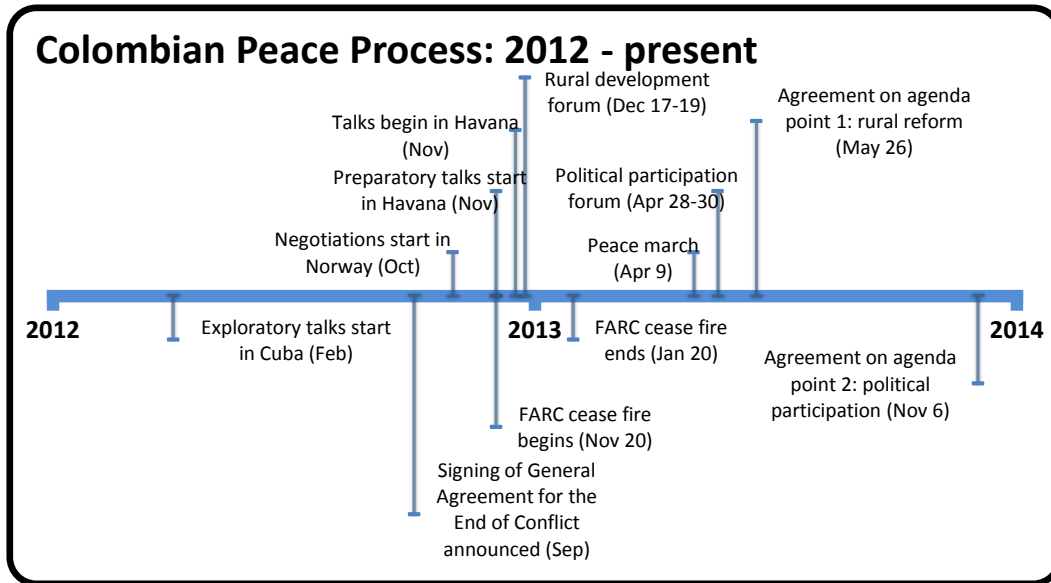 Colombian Peace Process: 2012 - present
Rural development
forum (Dec 17-19)
Talks begin in Havana
(Nov)
Agreement on agenda
point 1: rural reform
(May 26)
Preparatory talks start
in Havana (Nov)
Political participation
forum (Apr 28-30)
Negotiations start in
Norway (Oct)
Peace march
(Apr 9)
2012
2013
2014
Exploratory talks start
in Cuba (Feb)
FARC cease fire
ends (Jan 20)
Agreement on agenda
point 2: political
participation (Nov 6)
FARC cease fire
begins (Nov 20)
Signing of General
Agreement for the
End of Conflict
announced (Sep)